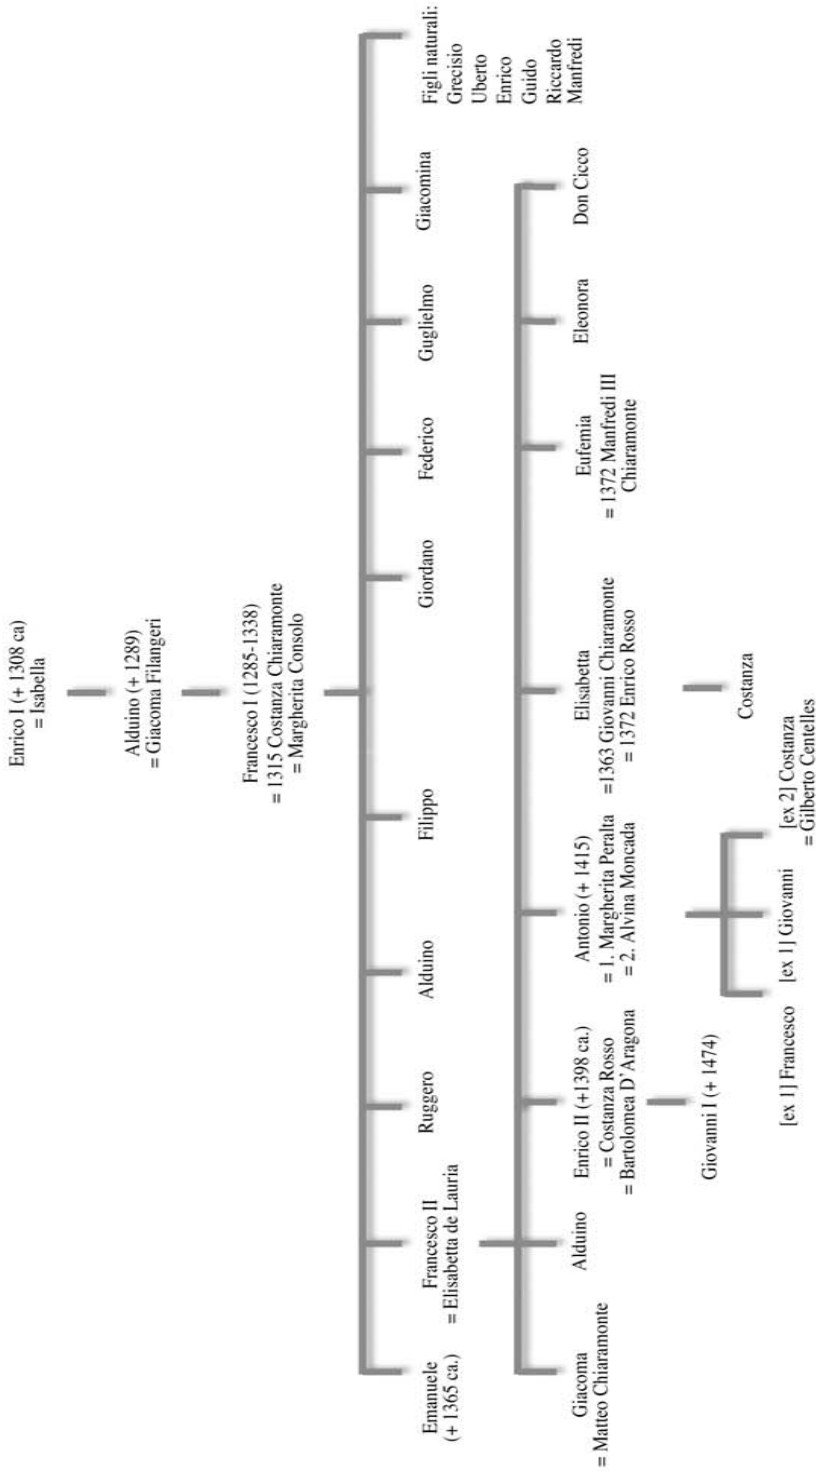 Enrico I (+ 1308 ca)
= Isabella
Alduino (+ 1289)
= Giacoma Filangeri
Francesco I (1285-1338)
= 1315 Costanza Chiaramonte
= Margherita Consolo
Emanuele
(+ 1365 ca.)
Francesco II
= Elisabetta de Lauria
Ruggero
Alduino
Filippo
Giordano
Federico
Guglielmo
Giacomina
Figli naturali:
Grecisio
Uberto
Enrico
Guido
Riccardo
Manfredi
Giacoma
= Matteo Chiaramonte
Alduino
Enrico II (+1398 ca.)
= Costanza Rosso
= Bartolomea D'Aragona
Antonio (+ 1415)
= 1. Margherita Peralta
= 2. Alvina Moncada
Elisabetta
=1363 Giovanni Chiaramonte
= 1372 Enrico Rosso
Eufemia
= 1372 Manfredi III
Chiaramonte
Eleonora
Don Cicco
Giovanni I (+ 1474)
[ex 1] Francesco
[ex 1] Giovanni
[ex 2] Costanza
= Gilberto Centelles
Costanza